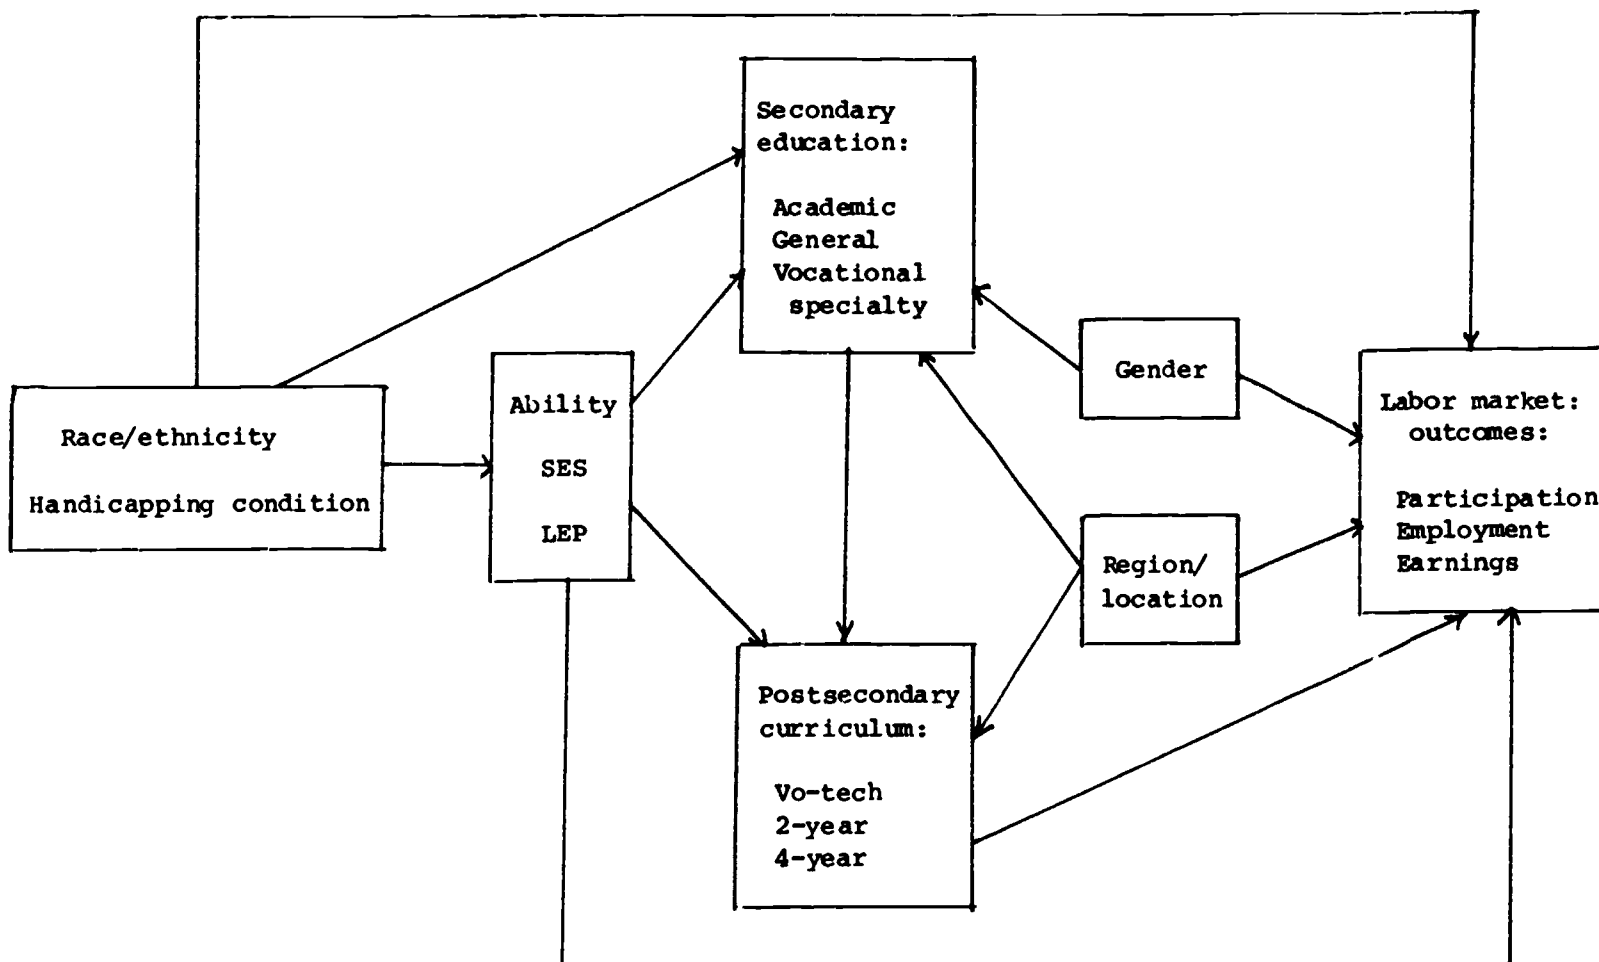 Secondary
education:
Academic
General
Vocational
specialty
Race/ethnicity
Handicapping condition
Ability
SES
LEP
Gender
Region/
location
Labor market:
outcomes:
Participation
Employment
Earnings
Postsecondary
curriculum:
Vo-tech
2-year
4-year